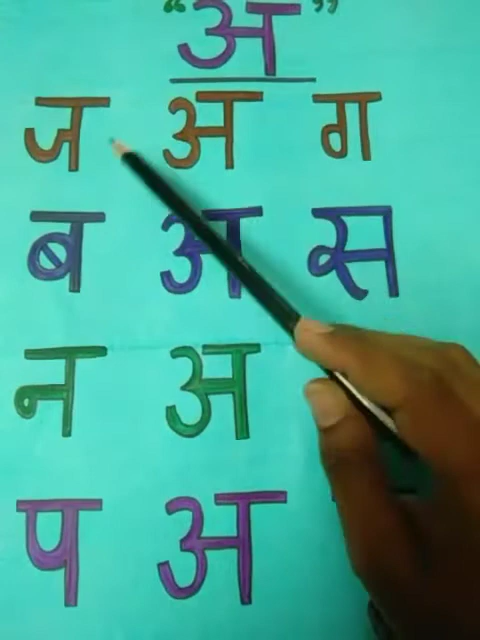 “अ”
ज अ ग
ब अ स
न अ
प अ